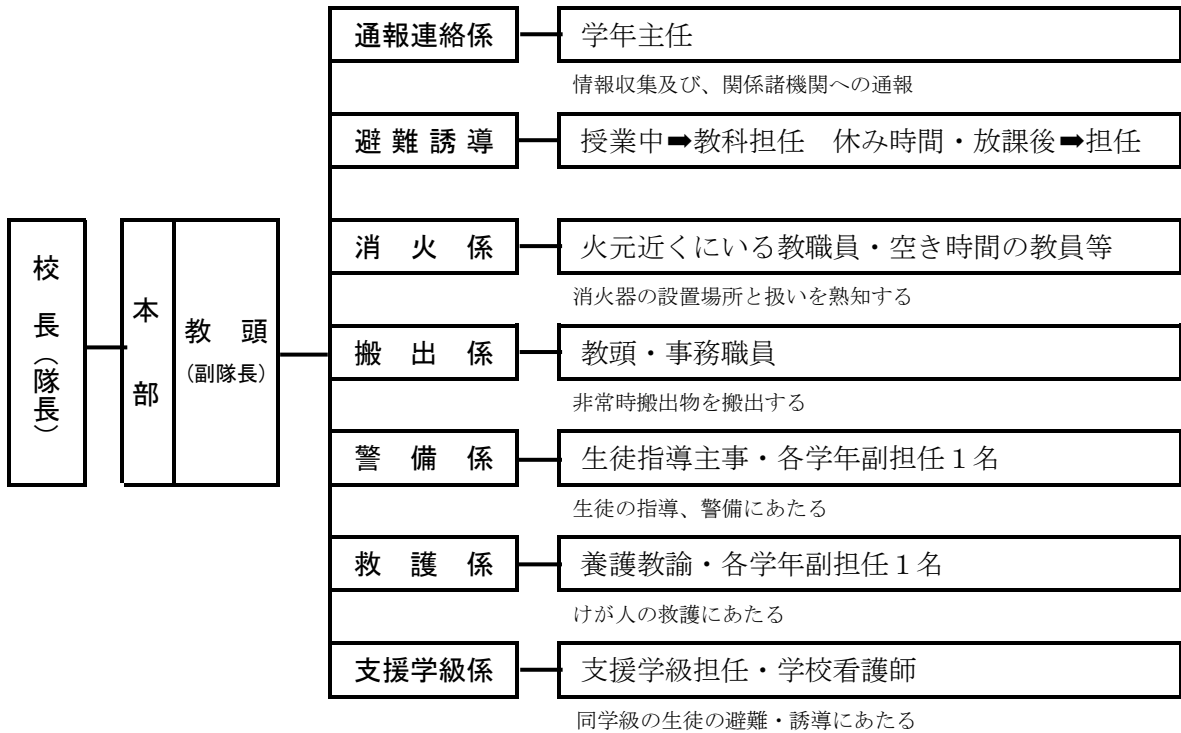 校長（隊長）
本部
教頭
（副隊長）
通報連絡係
学年主任
情報収集及び、関係諸機関への通報
避難誘導
授業中➡教科担任　休み時間・放課後➡担任
消火係
火元近くにいる教職員・空き時間の教員等
消火器の設置場所と扱いを熟知する
搬出係
教頭・事務職員
非常時搬出物を搬出する
警備係
生徒指導主事・各学年副担任１名
生徒の指導、警備にあたる
救護係
養護教諭・各学年副担任１名
けが人の救護にあたる
支援学級係
支援学級担任・学校看護師
同学級の生徒の避難・誘導にあたる